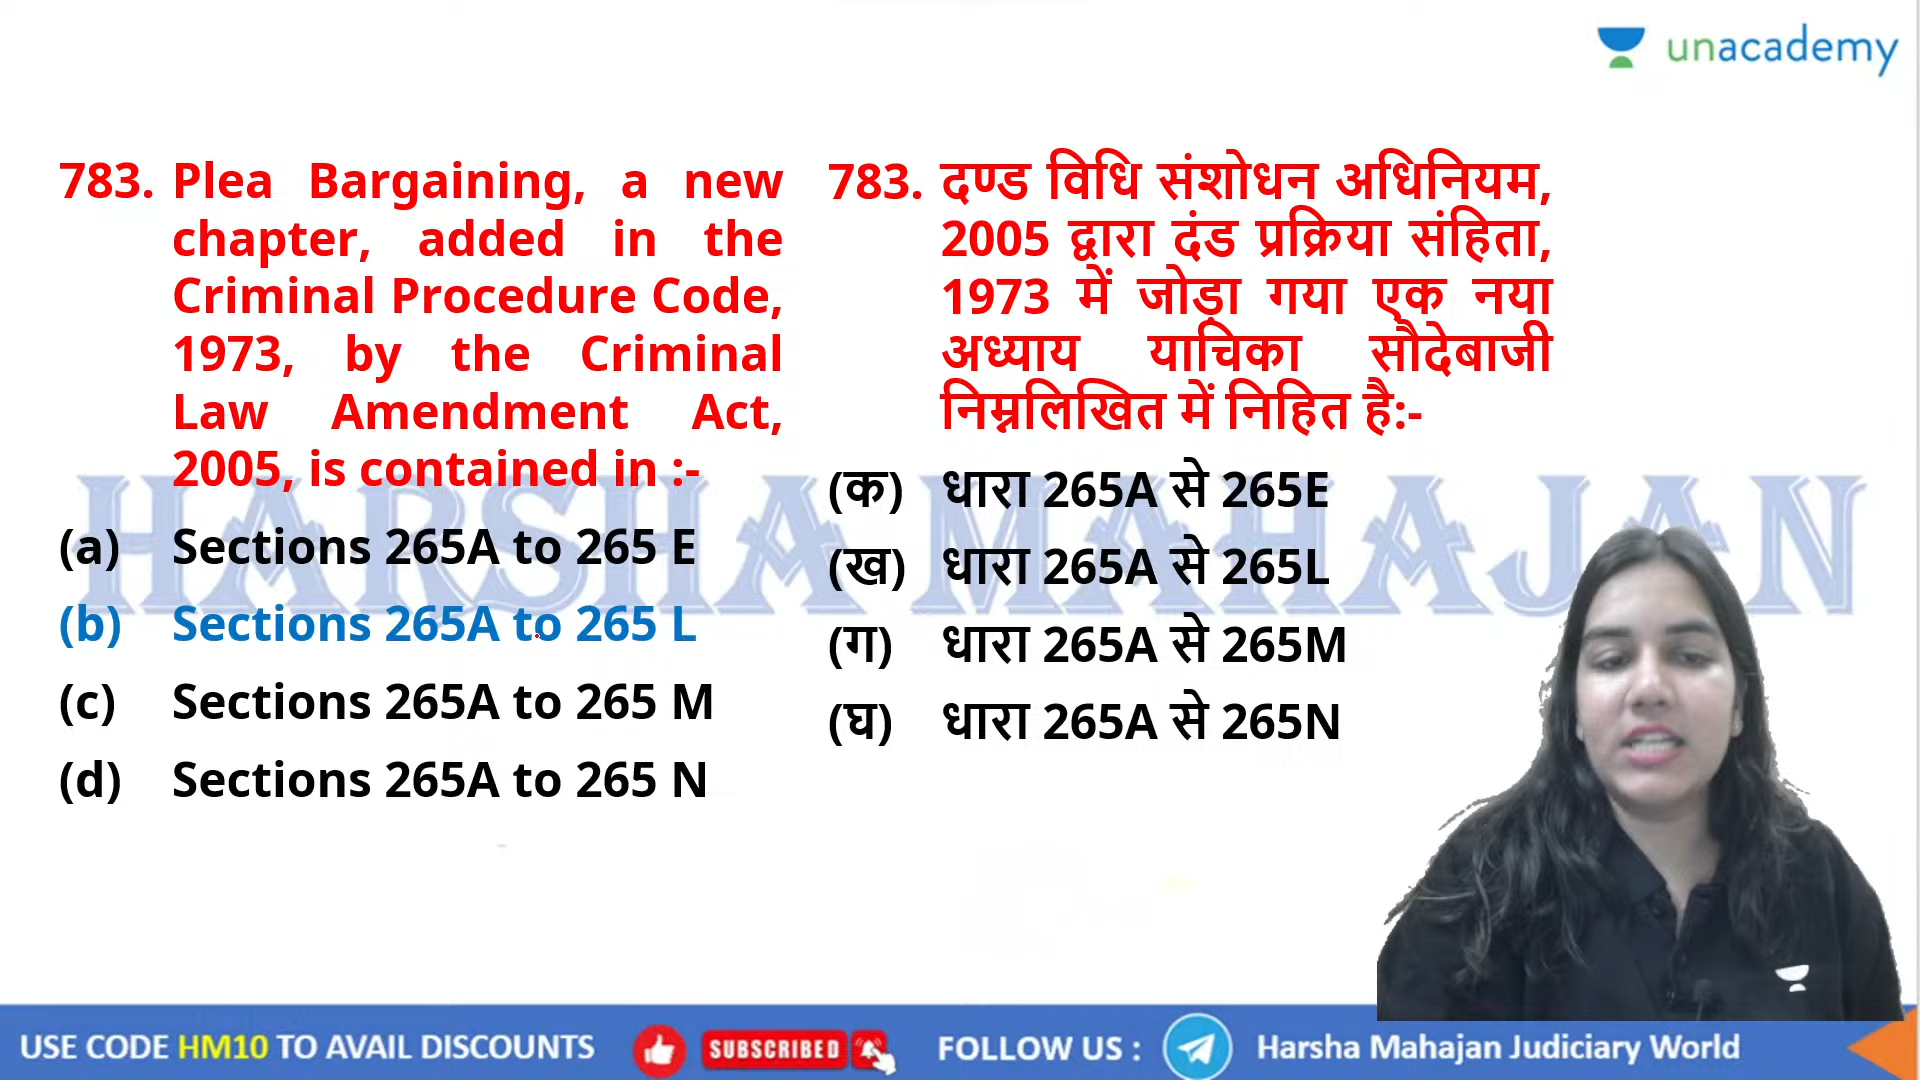 unacademy
783. Plea Bargaining, a new
chapter, added in the
Criminal Procedure Code,
1973, by the Criminal
Law Amendment Act,
2005, is contained in :-
(a) Sections 265A to 265 E
(b) Sections 265A to 265 L
(c) Sections 265A to 265 M
(d) Sections 265A to 265 N
783. दण्ड विधि संशोधन अधिनियम,
2005 द्वारा दंड प्रक्रिया संहिता,
1973 में जोड़ा गया एक नया
अध्याय याचिका सौदेबाजी
निम्नलिखित में निहित है:-
(क) धारा 265A से 265E
(ख) धारा 265A से 265L
(ग) धारा 265A से 265M
(घ) धारा 265A से 265N
HARSHA MAHAJAN
USE CODE HM10 TO AVAIL DISCOUNTS
SUBSCRIBED
FOLLOW US :
Harsha Mahajan Judiciary World